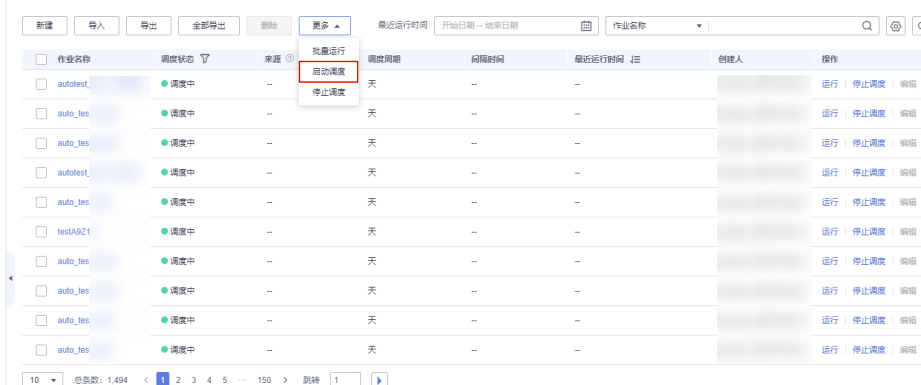 新建 导入 导出 全部导出 删除 更多 最近运行时间 开始日期 – 结束日期 作业名称
批量运行
启动调度
停止调度
作业名称 调度状态 来源 调度周期 间隔时间 最近运行时间 创建人 操作
autotest_ 调度中 -- 天 -- -- 运行 停止调度 编辑
auto_tes 调度中 -- 天 -- -- 运行 停止调度 编辑
auto_tes 调度中 -- 天 -- -- 运行 停止调度 编辑
autotest_ 调度中 -- 天 -- -- 运行 停止调度 编辑
auto_tes 调度中 -- 天 -- -- 运行 停止调度 编辑
testA9Z1 调度中 -- 天 -- -- 运行 停止调度 编辑
auto_tes 调度中 -- 天 -- -- 运行 停止调度 编辑
auto_tes 调度中 -- 天 -- -- 运行 停止调度 编辑
auto_tes 调度中 -- 天 -- -- 运行 停止调度 编辑
auto_tes 调度中 -- 天 -- -- 运行 停止调度 编辑
10 总条数: 1,494 < 1 2 3 4 5 ... 150 > 跳转 1